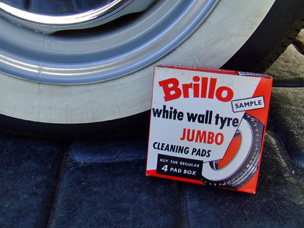 Brillo
SAMPLE
white wall tyre
JUMBO
CLEANING PADS
BUY THE REGULAR
4 PAD BOX